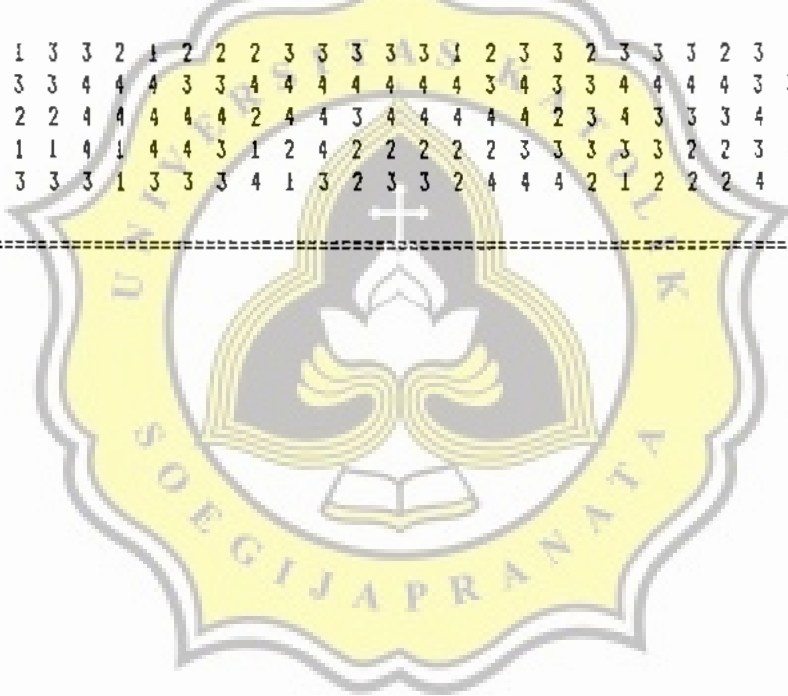 1 3 3 2 1 2 2 2 3 3 3 3 3 1 2 3 3 2 3 3 3 2 3
3 3 4 4 4 3 3 4 4 4 4 4 4 4 3 4 3 3 4 4 4 4 3
2 2 4 4 4 4 4 2 4 4 3 4 4 4 4 4 2 3 4 3 3 3 4
1 1 4 1 4 4 3 1 2 4 2 2 2 2 2 3 3 3 3 3 2 2 3
3 3 3 1 3 3 3 4 1 3 2 3 3 2 4 4 4 2 1 2 2 2 4
UNIVERSITAS KATOLIK
SOEGIJAPRANATA